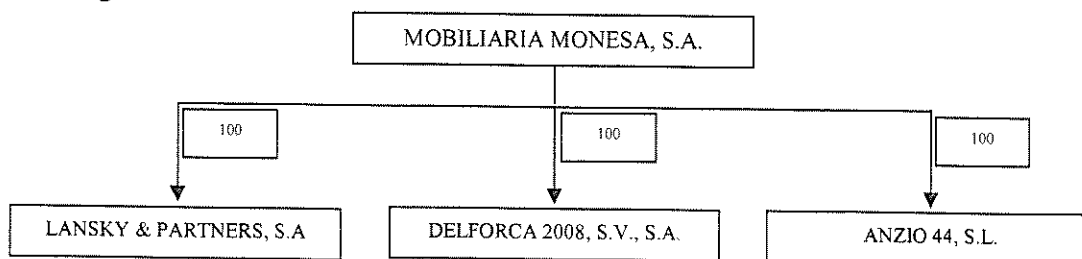 MOBILIARIA MONESA, S.A.
100
100
100
LANSKY & PARTNERS, S.A
DELFORCA 2008, S.V., S.A.
ANZIO 44, S.L.